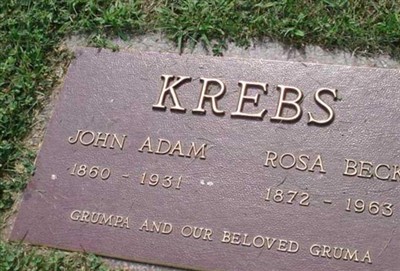 KREBS
JOHN ADAM
1860 - 1931
ROSA BECK
1872 - 1963
GRUMPA AND OUR BELOVED GRUMA